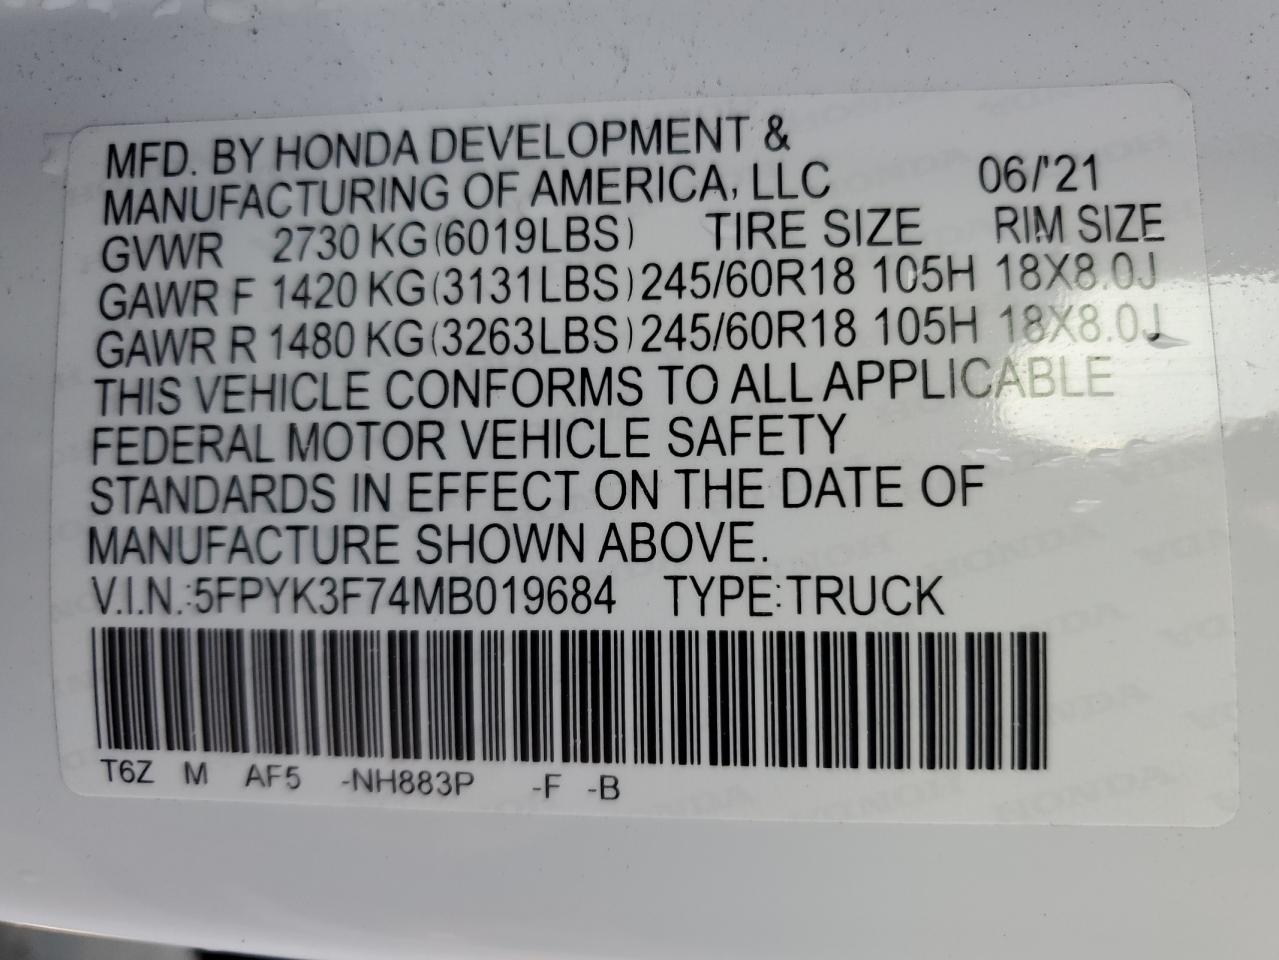 MFD. BY HONDA DEVELOPMENT &
MANUFACTURING OF AMERICA, LLC 06/'21
GVWR 2730 KG(6019LBS) TIRE SIZE RIM SIZE
GAWR F 1420 KG(3131LBS) 245/60R18 105H 18X8.0J
GAWR R 1480 KG(3263LBS) 245/60R18 105H 18X8.0J
THIS VEHICLE CONFORMS TO ALL APPLICABLE
FEDERAL MOTOR VEHICLE SAFETY
STANDARDS IN EFFECT ON THE DATE OF
MANUFACTURE SHOWN ABOVE.
V.I.N.:5FPYK3F74MB019684 TYPE:TRUCK
T6Z M AF5 -NH883P -F -B